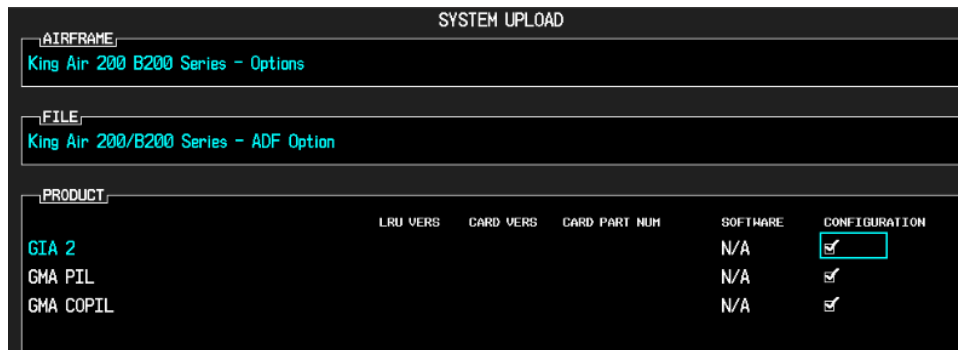 SYSTEM UPLOAD
AIRFRAME
King Air 200 B200 Series - Options
FILE
King Air 200/B200 Series - ADF Option
PRODUCT
LRU VERS CARD VERS CARD PART NUM SOFTWARE CONFIGURATION
GIA 2 N/A
GMA PIL N/A
GMA COPIL N/A